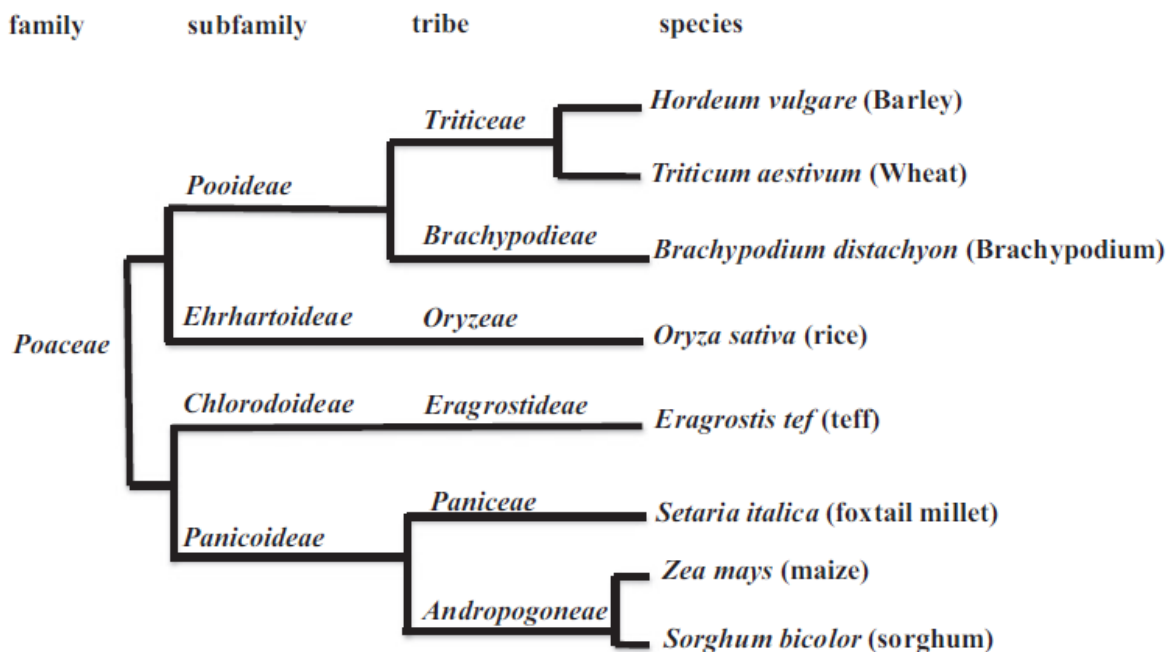 family subfamily tribe species
Hordeum vulgare (Barley)
Triticeae
Triticum aestivum (Wheat)
Pooideae
Brachypodieae
Brachypodium distachyon (Brachypodium)
Ehrhartoideae Oryzeae
Oryza sativa (rice)
Poaceae
Chlorodoideae Eragrostideae
Eragrostis tef (teff)
Paniceae
Setaria italica (foxtail millet)
Panicoideae
Zea mays (maize)
Andropogoneae
Sorghum bicolor (sorghum)